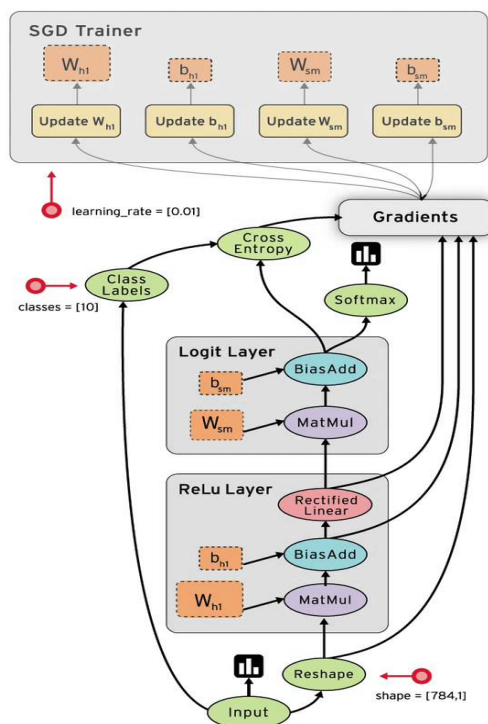 SGD Trainer
Wh1
bh1
Wsm
bsm
Update Wh1
Update bh1
Update Wsm
Update bsm
learning_rate = [0.01]
Gradients
Cross
Entropy
Class
Labels
classes = [10]
Softmax
Logit Layer
BiasAdd
bsm
Wsm
MatMul
ReLu Layer
Rectified
Linear
bh1
BiasAdd
Wh1
MatMul
Reshape
shape = [784,1]
Input